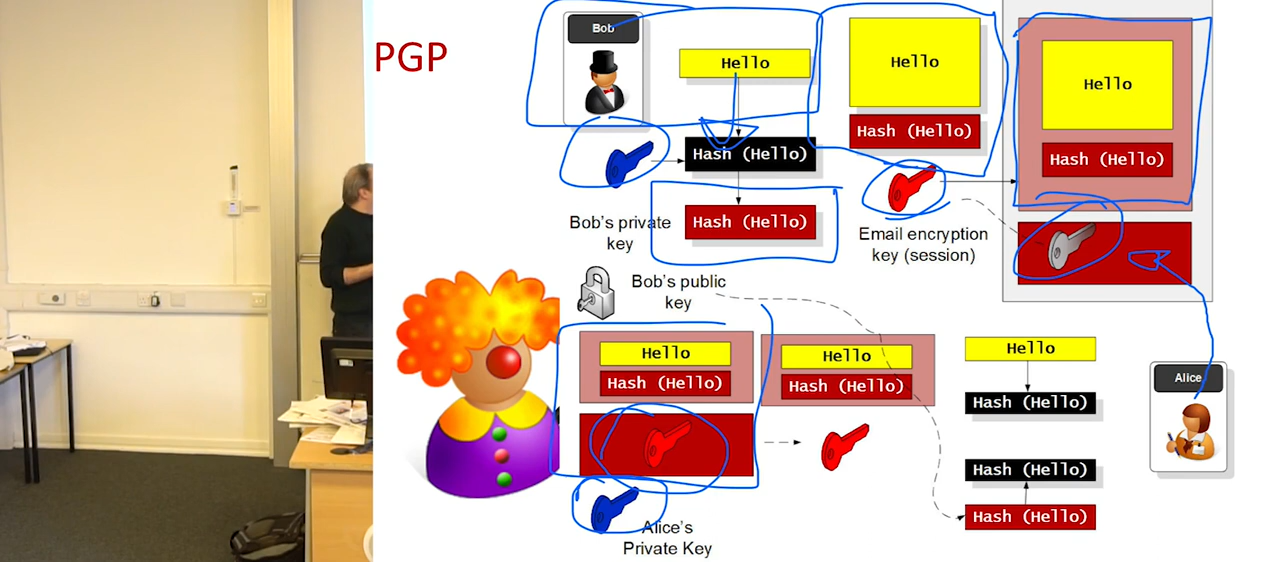 PGP
Bob
Hello
Hash (Hello)
Hash (Hello)
Bob's private
key
Hello
Hash (Hello)
Email encryption
key (session)
Hello
Hash (Hello)
Bob's public
key
Hello
Hash (Hello)
Alice's
Private Key
Hello
Hash (Hello)
Hello
Hash (Hello)
Hash (Hello)
Hash (Hello)
Alice